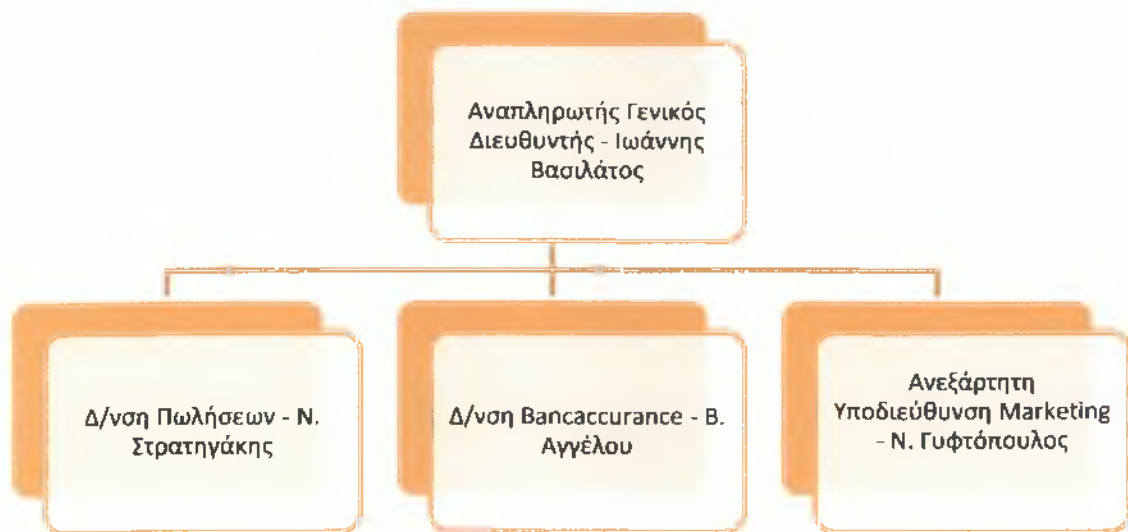 Αναπληρωτής Γενικός
Διευθυντής - Ιωάννης
Βασιλάτος
Δ/νση Πωλήσεων - Ν.
Στρατηγάκης
Δ/νση Bancaccurance - Β.
Αγγέλου
Ανεξάρτητη
Υποδιεύθυνση Marketing
- Ν. Γυφτόπουλος